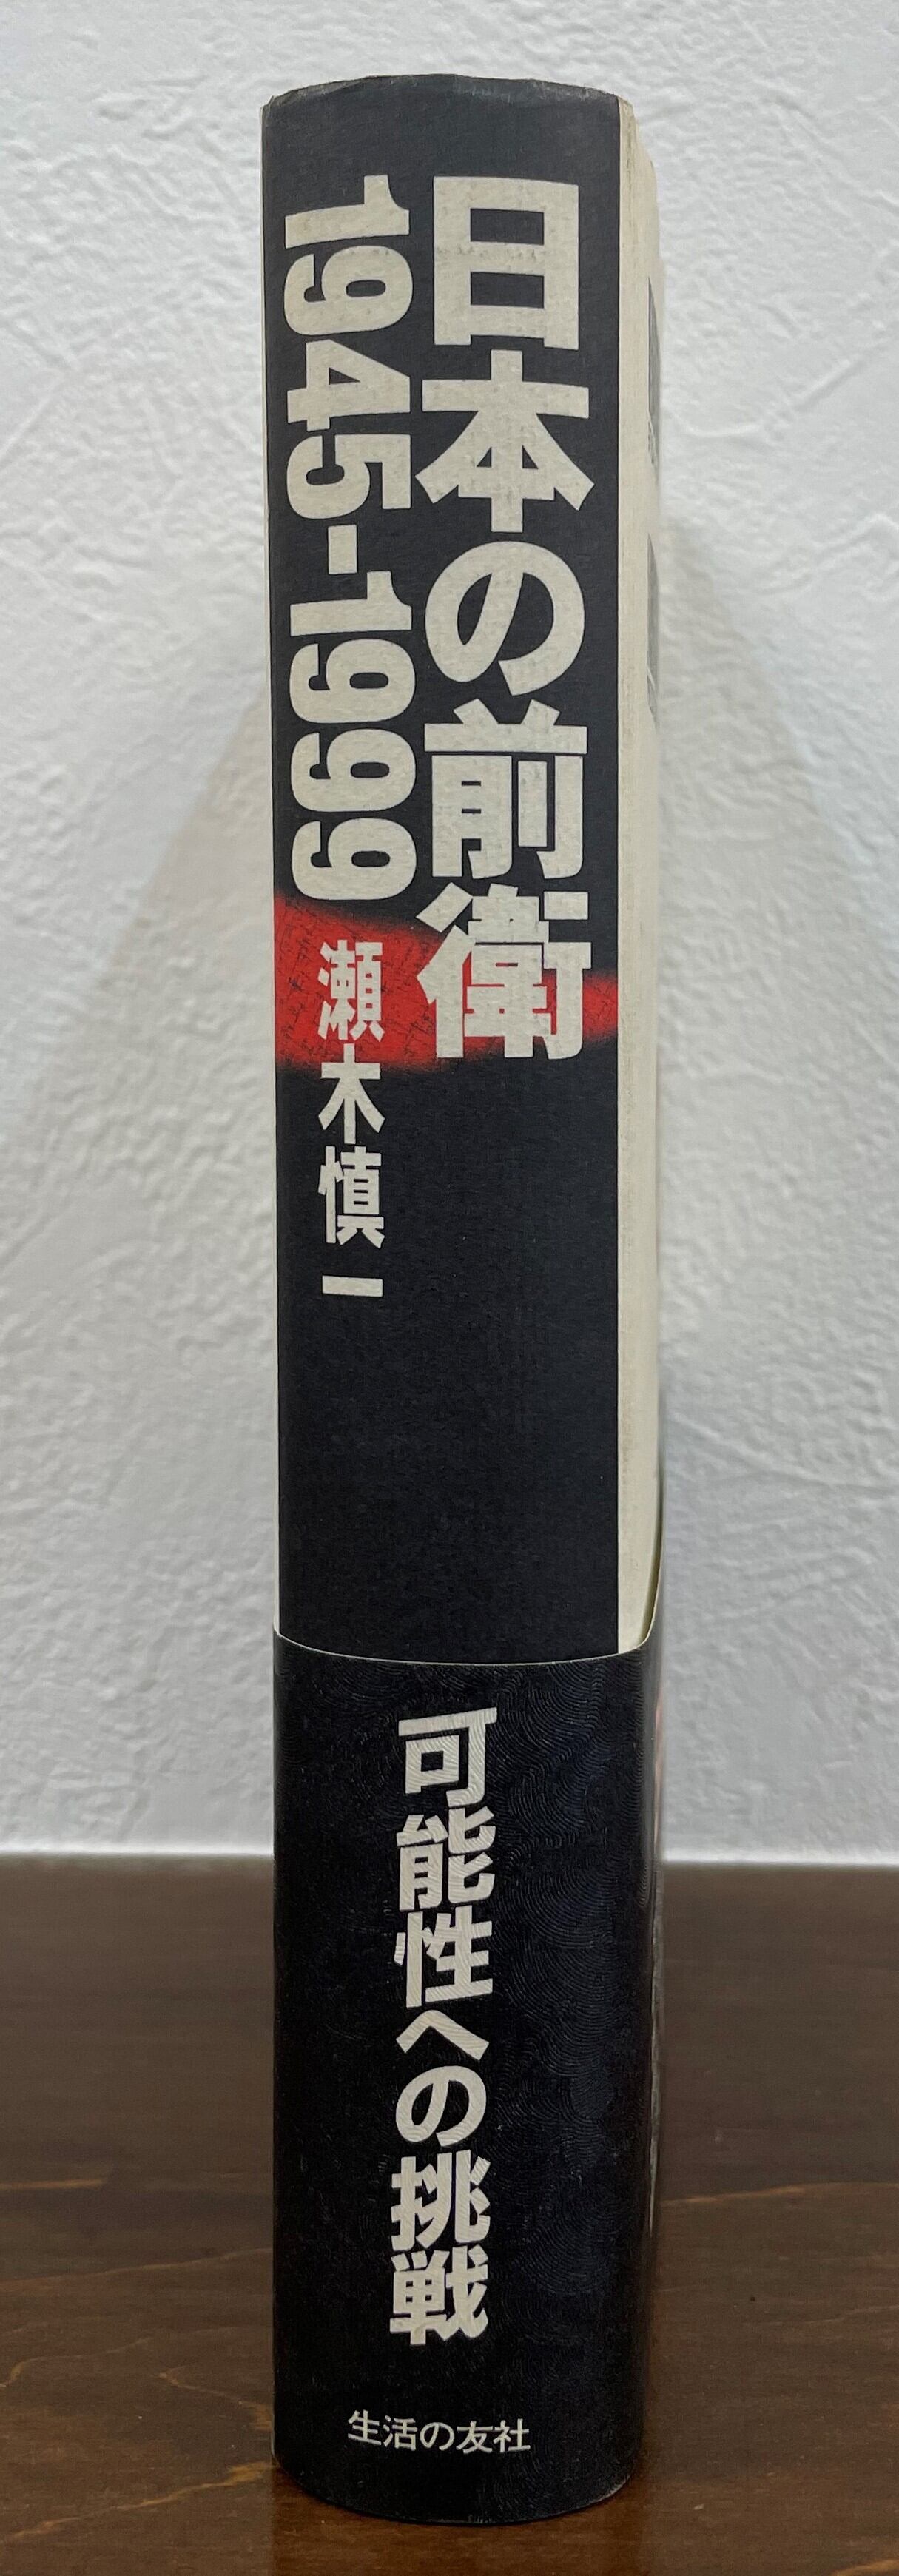 日本の前衛
1945-1999
瀬木慎一
可能性への挑戦
生活の友社